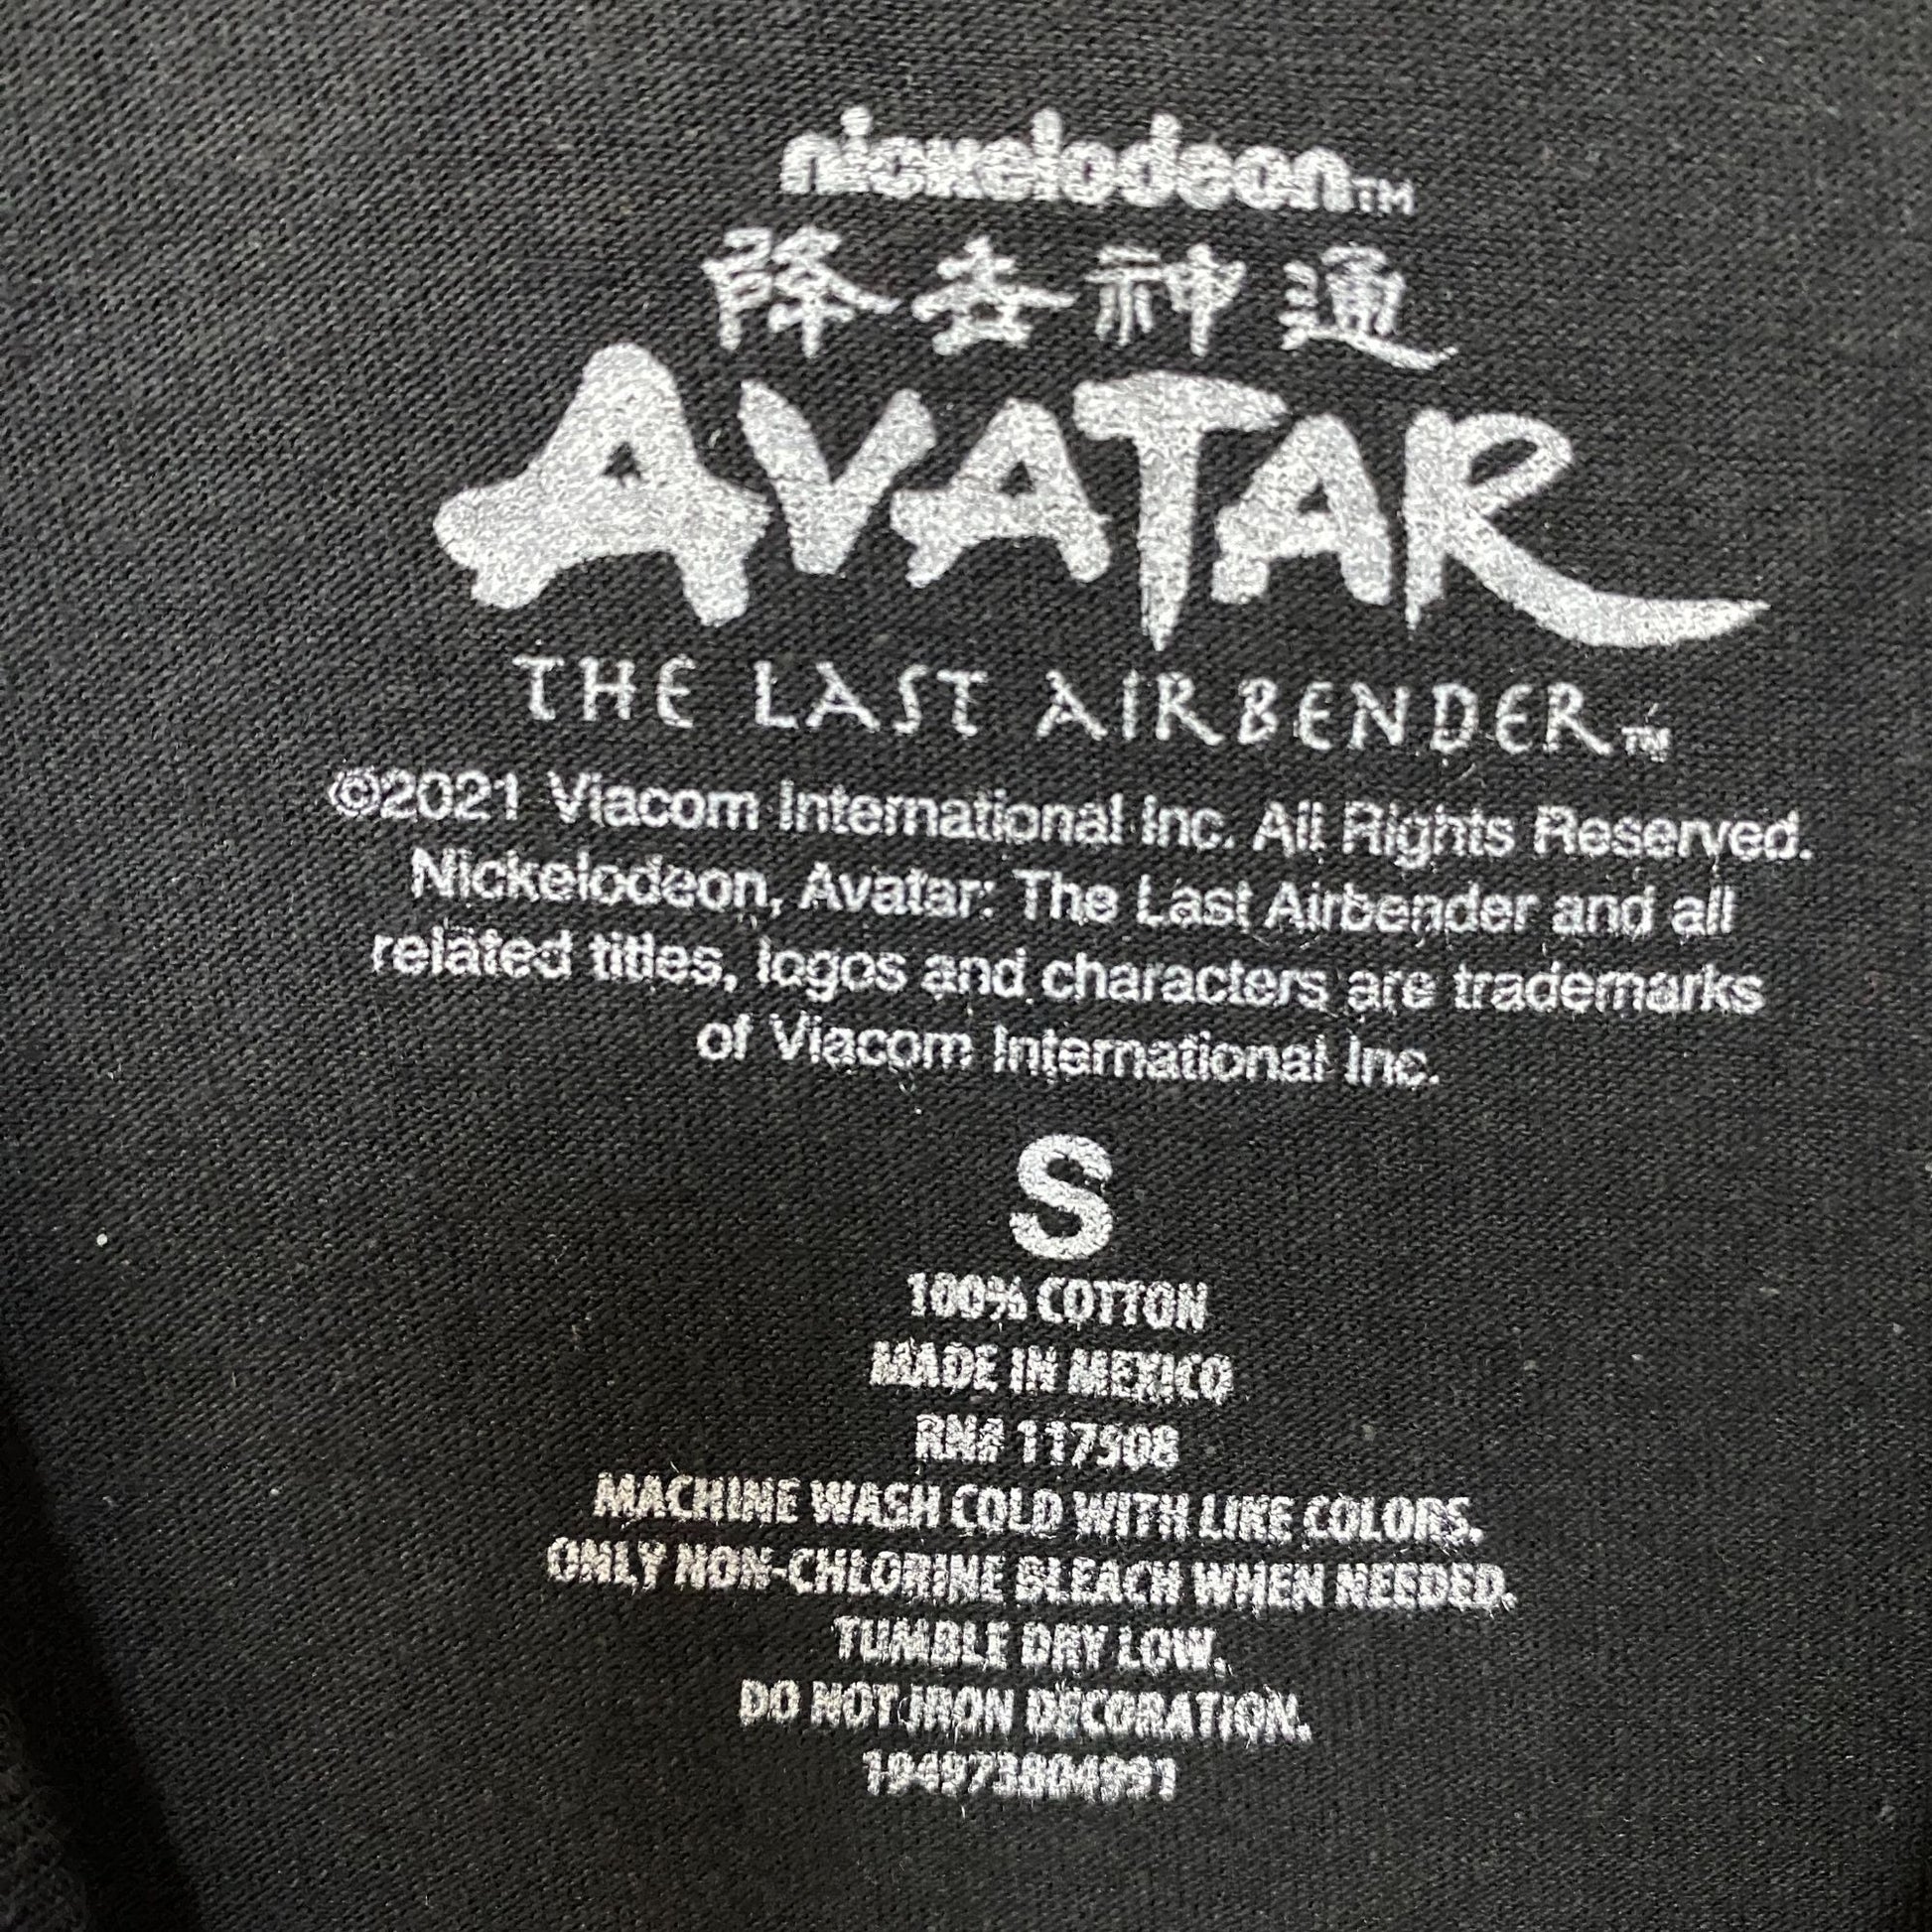 nickelodeon™
降去神通
AVATAR
THE LAST AIRBENDER™
©2021 Viacom International Inc. All Rights Reserved.
Nickelodeon, Avatar: The Last Airbender and all
related titles, logos and characters are trademarks
of Viacom International Inc.
S
100% COTTON
MADE IN MEXICO
RN# 117508
MACHINE WASH COLD WITH LIKE COLORS.
ONLY NON-CHLORINE BLEACH WHEN NEEDED.
TUMBLE DRY LOW.
DO NOT IRON DECORATION.
194973804991